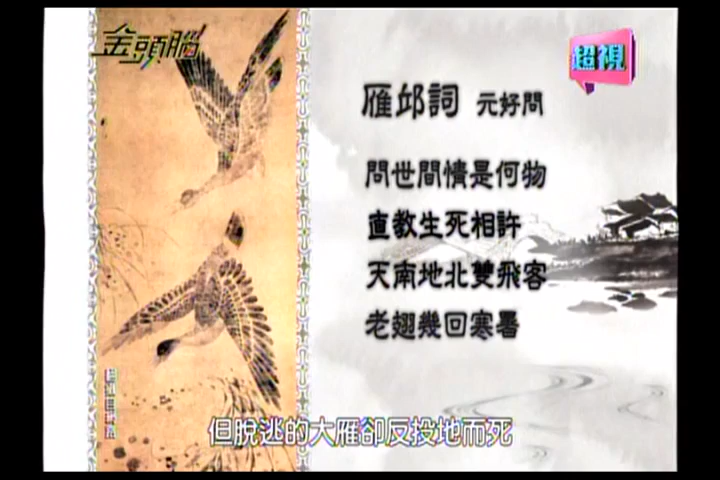 金頭腦
超視
雁邱詞 元好問
問世間情是何物
直教生死相許
天南地北雙飛客
老翅幾回寒暑
但脫逃的大雁卻反投地而死